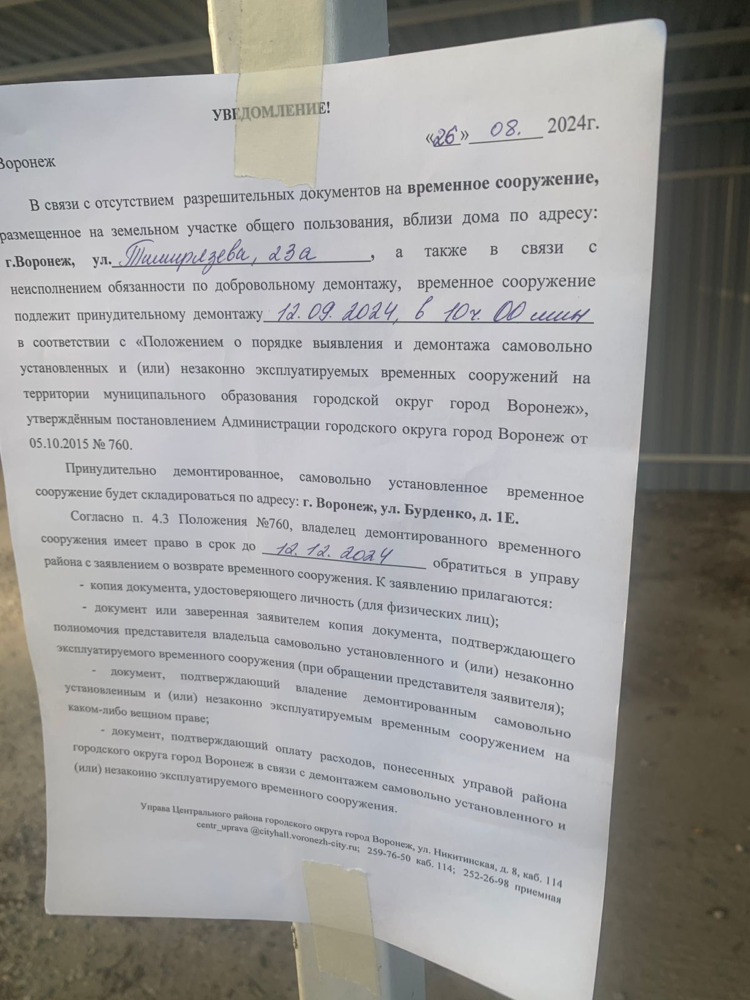 УВЕДОМЛЕНИЕ!
«26» 08. 2024г.
Воронеж
В связи с отсутствием разрешительных документов на временное сооружение,
размещенное на земельном участке общего пользования, вблизи дома по адресу:
г.Воронеж, ул. Тимирязева, 23а, а также в связи с
неисполнением обязанности по добровольному демонтажу, временное сооружение
подлежит принудительному демонтажу 12.09.2024, в 10ч. 00 мин
в соответствии с «Положением о порядке выявления и демонтажа самовольно
установленных и (или) незаконно эксплуатируемых временных сооружений на
территории муниципального образования городской округ город Воронеж»,
утверждённым постановлением Администрации городского округа город Воронеж от
05.10.2015 № 760.
Принудительно демонтированное, самовольно установленное временное
сооружение будет складироваться по адресу: г. Воронеж, ул. Бурденко, д. 1Е.
Согласно п. 4.3 Положения №760, владелец демонтированного временного
сооружения имеет право в срок до 12.12.2024 обратиться в управу
района с заявлением о возврате временного сооружения. К заявлению прилагаются:
- копия документа, удостоверяющего личность (для физических лиц);
- документ или заверенная заявителем копия документа, подтверждающего
полномочия представителя владельца самовольно установленного и (или) незаконно
эксплуатируемого временного сооружения (при обращении представителя заявителя);
- документ, подтверждающий владение демонтированным самовольно
установленным и (или) незаконно эксплуатируемым временным сооружением на
каком-либо вещном праве;
- документ, подтверждающий оплату расходов, понесенных управой района
городского округа город Воронеж в связи с демонтажем самовольно установленного и
(или) незаконно эксплуатируемого временного сооружения.
Управа Центрального района городского округа город Воронеж, ул. Никитинская, д. 8, каб. 114
centr_uprava @cityhall.voronezh-city.ru; 259-76-50 каб. 114; 252-26-98 приемная